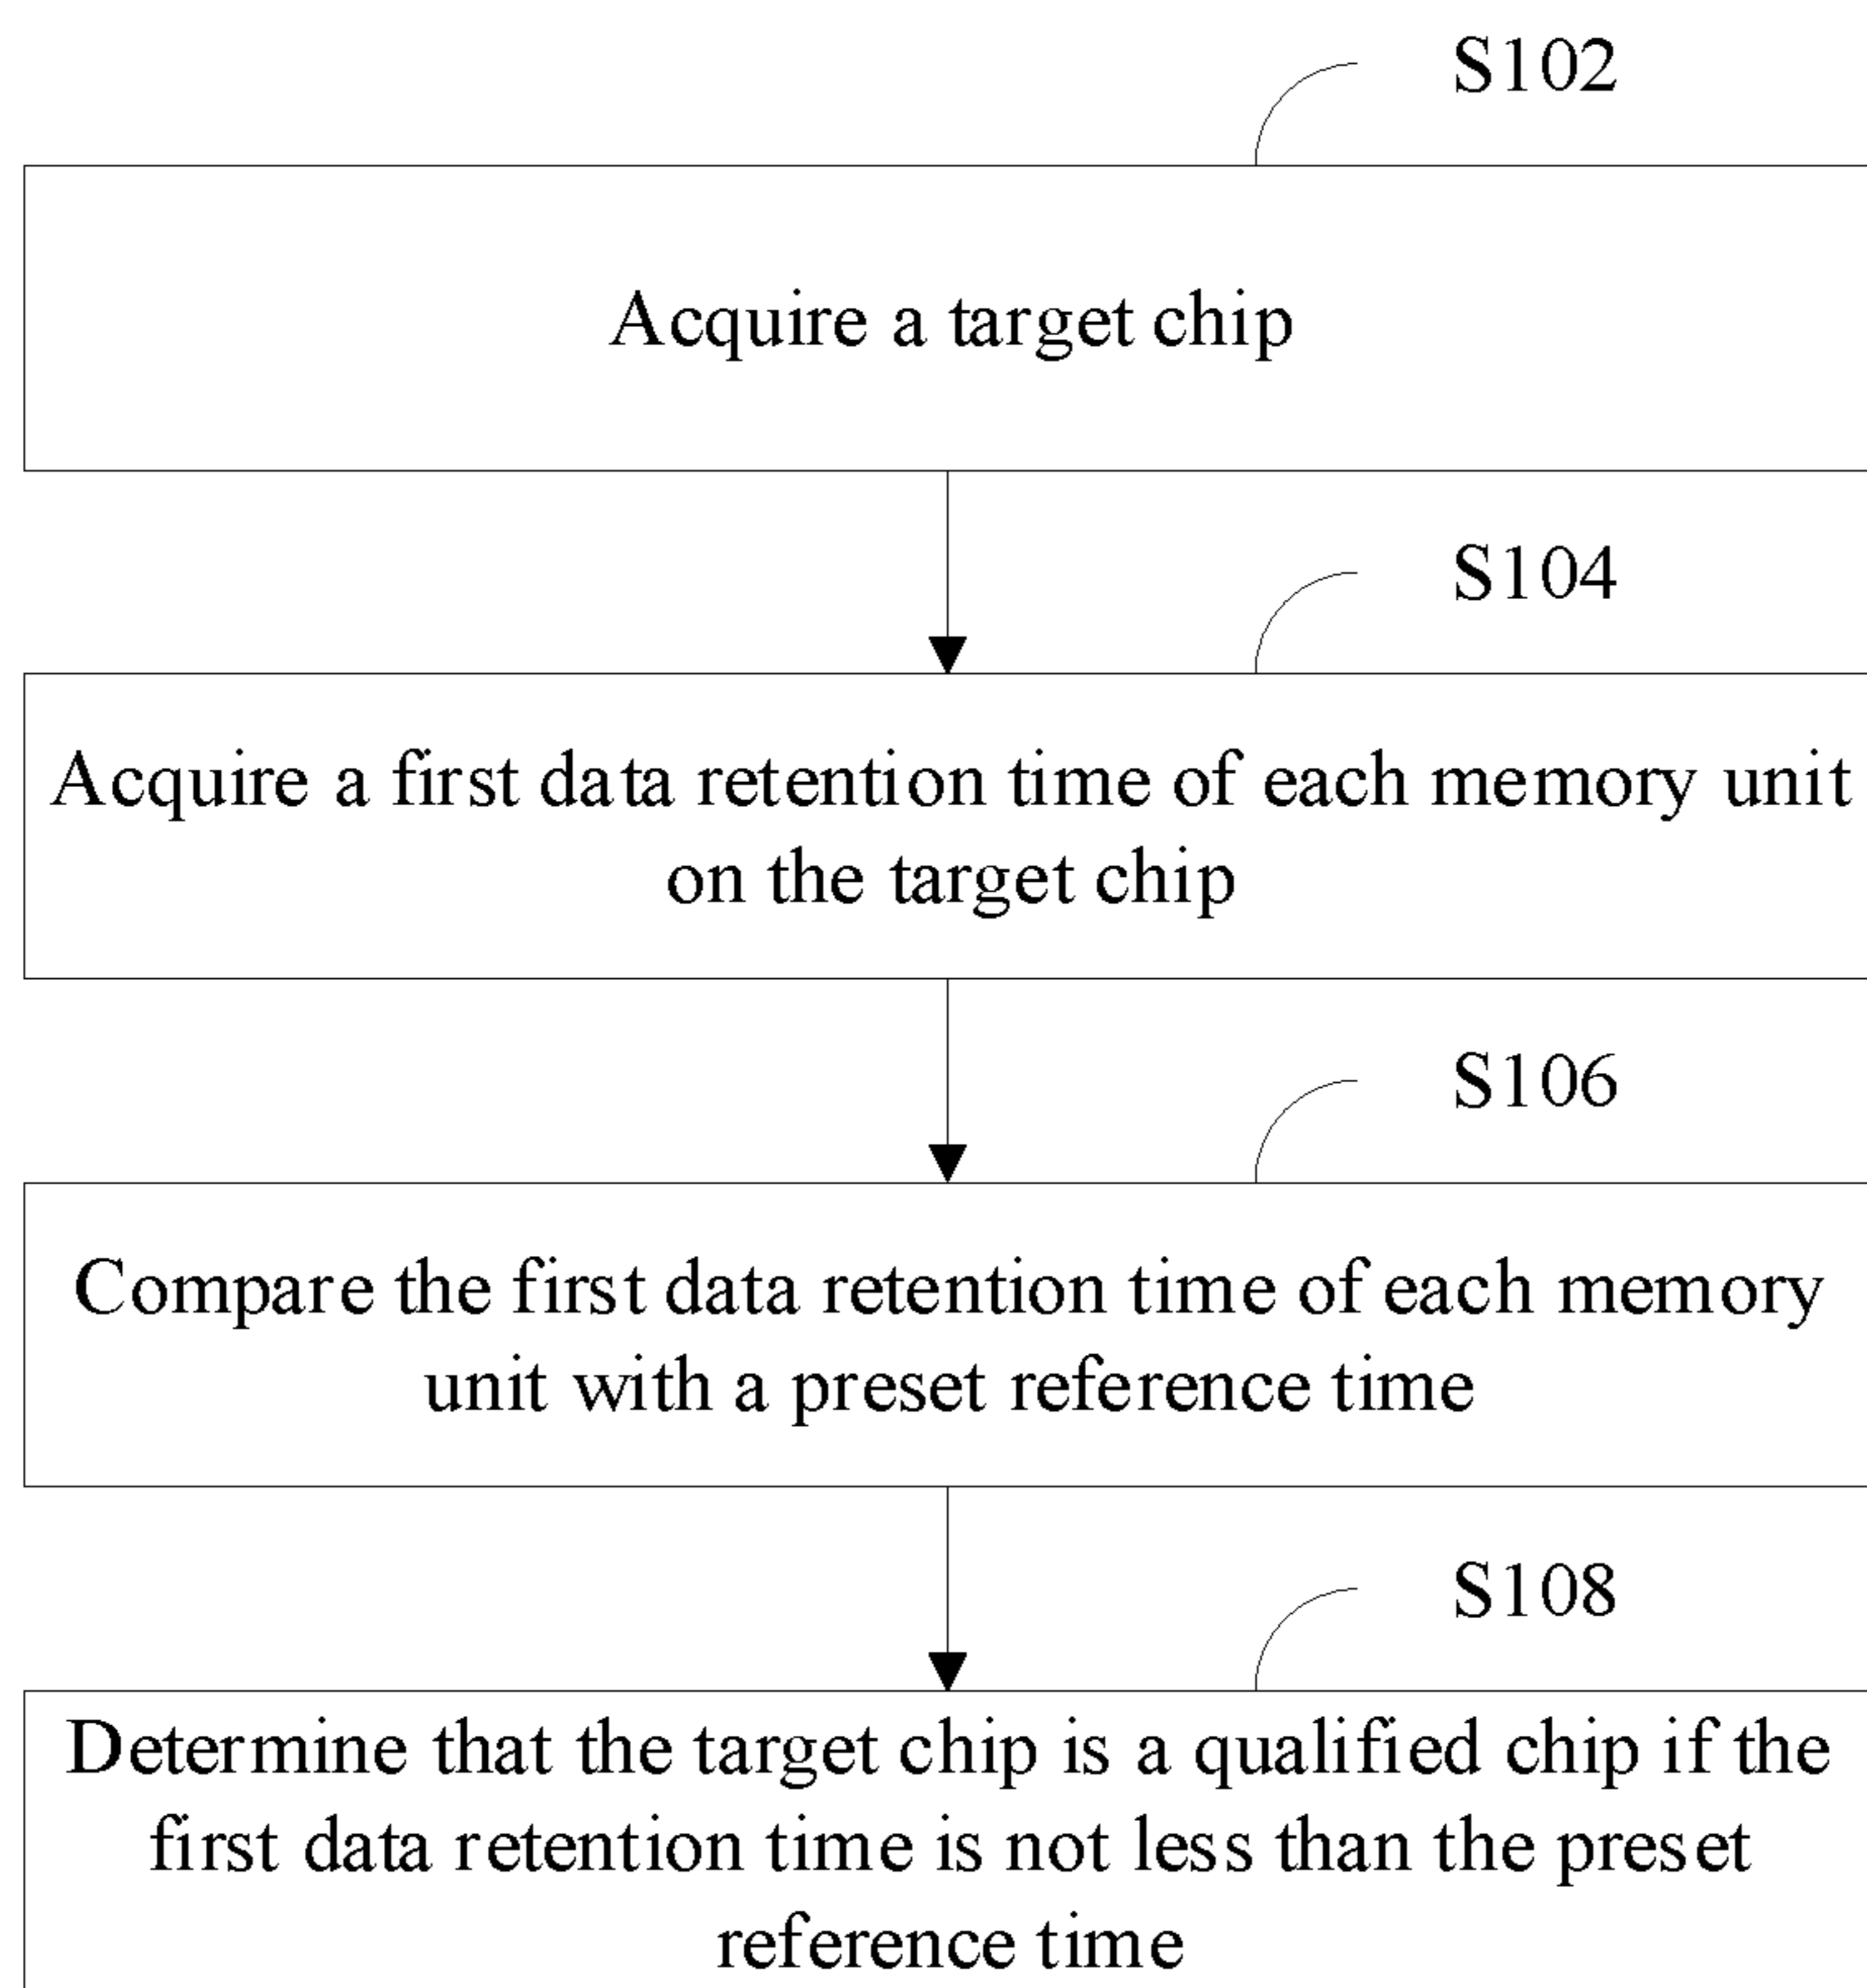 S102
Acquire a target chip
S104
Acquire a first data retention time of each memory unit
on the target chip
S106
Compare the first data retention time of each memory
unit with a preset reference time
S108
Determine that the target chip is a qualified chip if the
first data retention time is not less than the preset
reference time